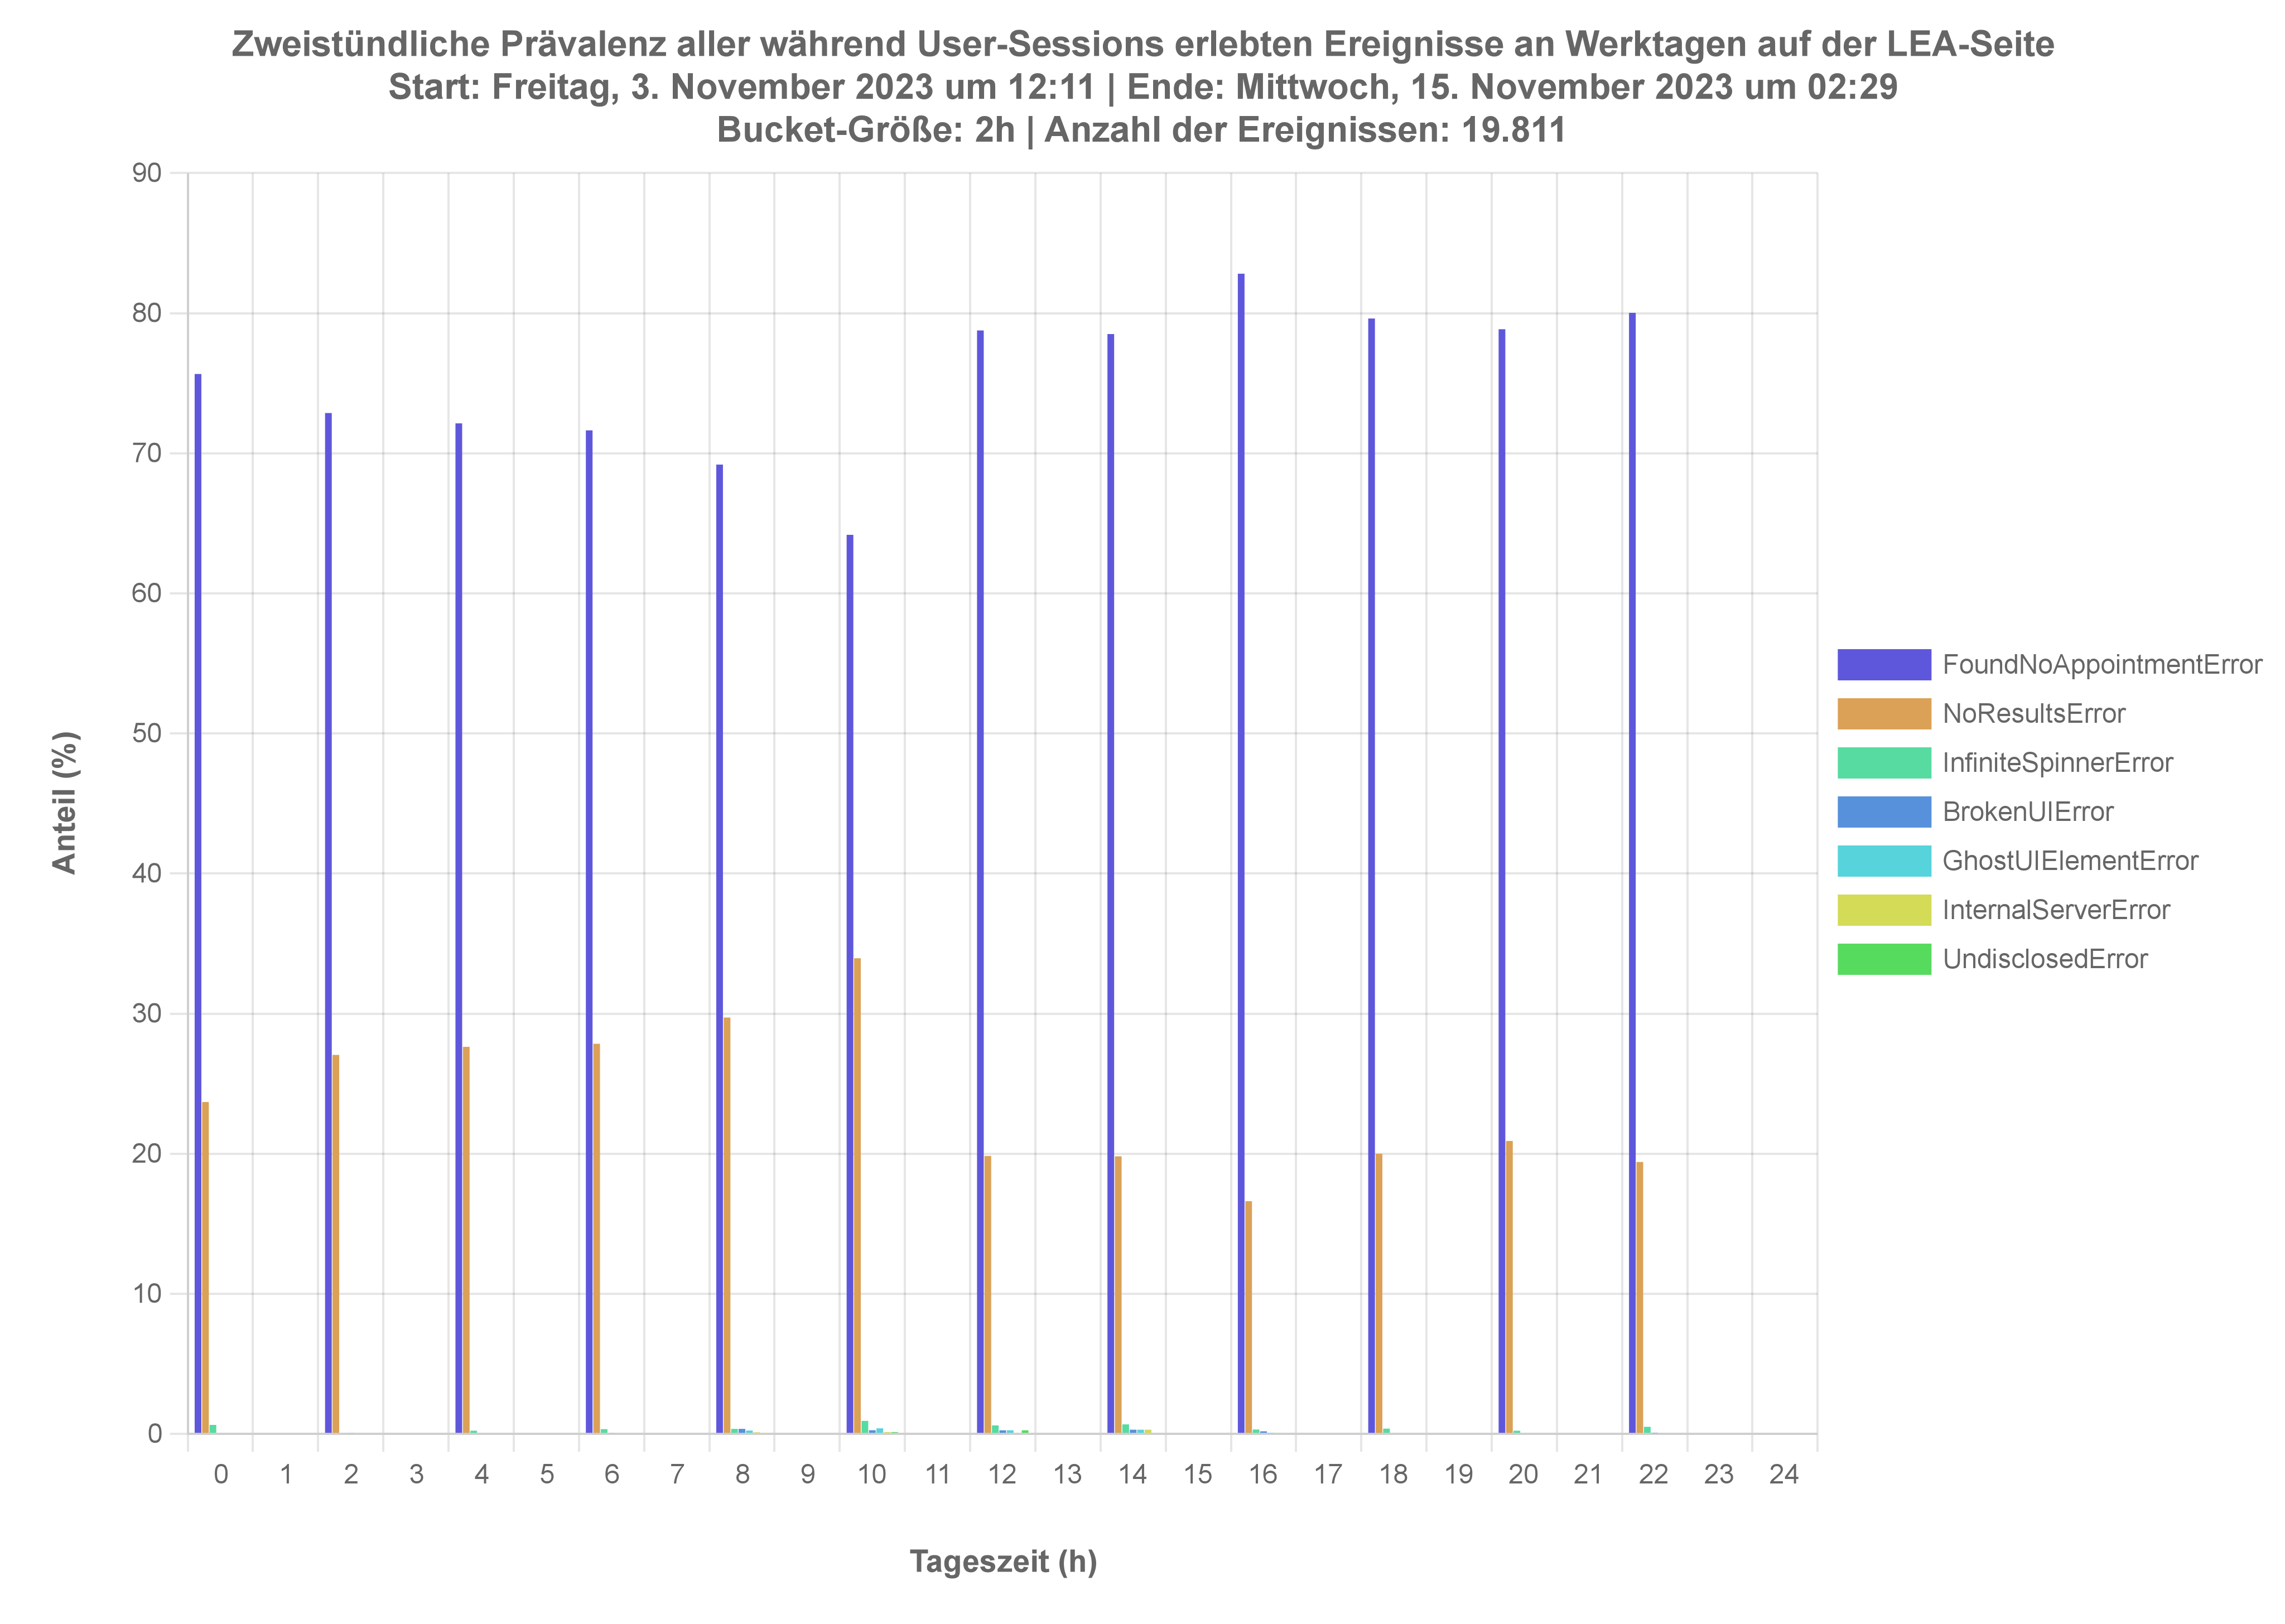 Zweistündliche Prävalenz aller während User-Sessions erlebten Ereignisse an Werktagen auf der LEA-Seite
Start: Freitag, 3. November 2023 um 12:11 | Ende: Mittwoch, 15. November 2023 um 02:29
Bucket-Größe: 2h | Anzahl der Ereignissen: 19.811
90
80
70
60
50
40
30
20
10
0
Anteil (%)
0 1 2 3 4 5 6 7 8 9 10 11 12 13 14 15 16 17 18 19 20 21 22 23 24
Tageszeit (h)
FoundNoAppointmentError
NoResultsError
InfiniteSpinnerError
BrokenUIError
GhostUIElementError
InternalServerError
UndisclosedError